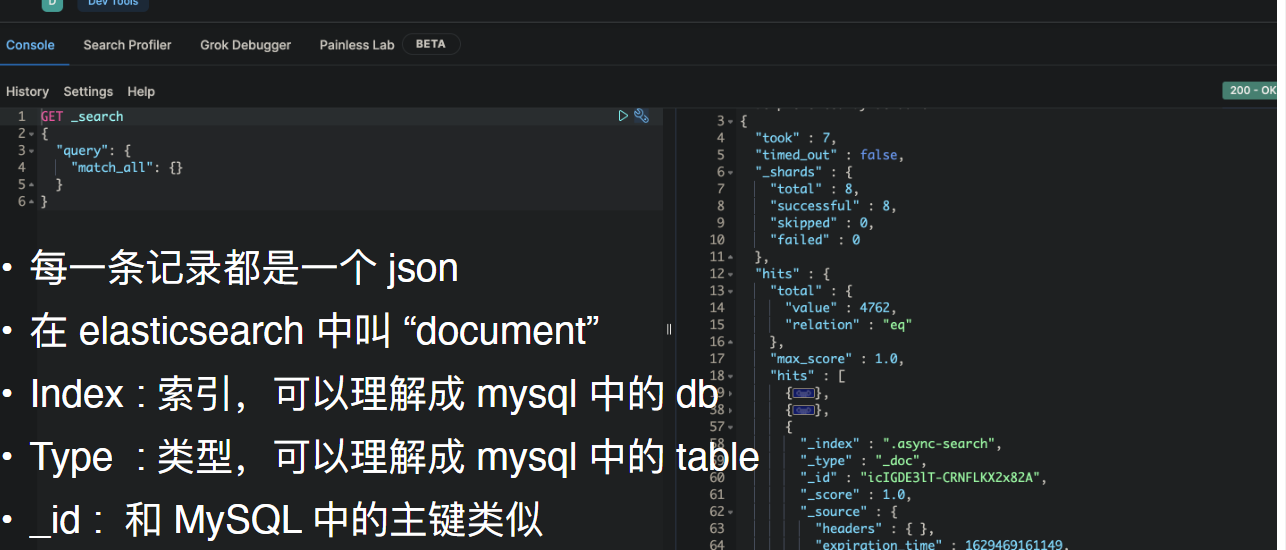 D Dev Tools
Console Search Profiler Grok Debugger Painless Lab BETA
History Settings Help
200 - OK
1 GET _search
2 {
3 "query": {
4 "match_all": {}
5 }
6 }
• 每一条记录都是一个 json
• 在 elasticsearch 中叫 “document”
• Index : 索引，可以理解成 mysql 中的 db
• Type : 类型，可以理解成 mysql 中的 table
• _id : 和 MySQL 中的主键类似
3 {
4 "took" : 7,
5 "timed_out" : false,
6 "_shards" : {
7 "total" : 8,
8 "successful" : 8,
9 "skipped" : 0,
10 "failed" : 0
11 },
12 "hits" : {
13 "total" : {
14 "value" : 4762,
15 "relation" : "eq"
16 },
17 "max_score" : 1.0,
18 "hits" : [
{ },
38 { },
57 {
58 "_index" : ".async-search",
59 "_type" : "_doc",
60 "_id" : "icIGDE3lT-CRNFLKX2x82A",
61 "_score" : 1.0,
62 "_source" : {
63 "headers" : { },
64 "expiration_time" : 1629469161149,